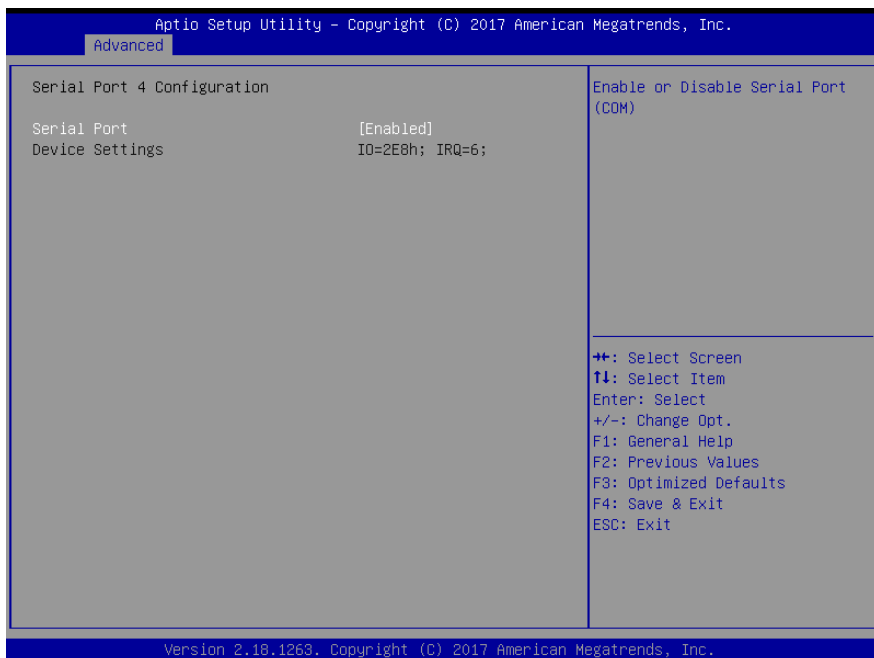 Aptio Setup Utility – Copyright (C) 2017 American Megatrends, Inc.
Advanced
Serial Port 4 Configuration
Serial Port [Enabled]
Device Settings IO=2E8h; IRQ=6;
Enable or Disable Serial Port
(COM)
→←: Select Screen
↑↓: Select Item
Enter: Select
+/-: Change Opt.
F1: General Help
F2: Previous Values
F3: Optimized Defaults
F4: Save & Exit
ESC: Exit
Version 2.18.1263. Copyright (C) 2017 American Megatrends, Inc.